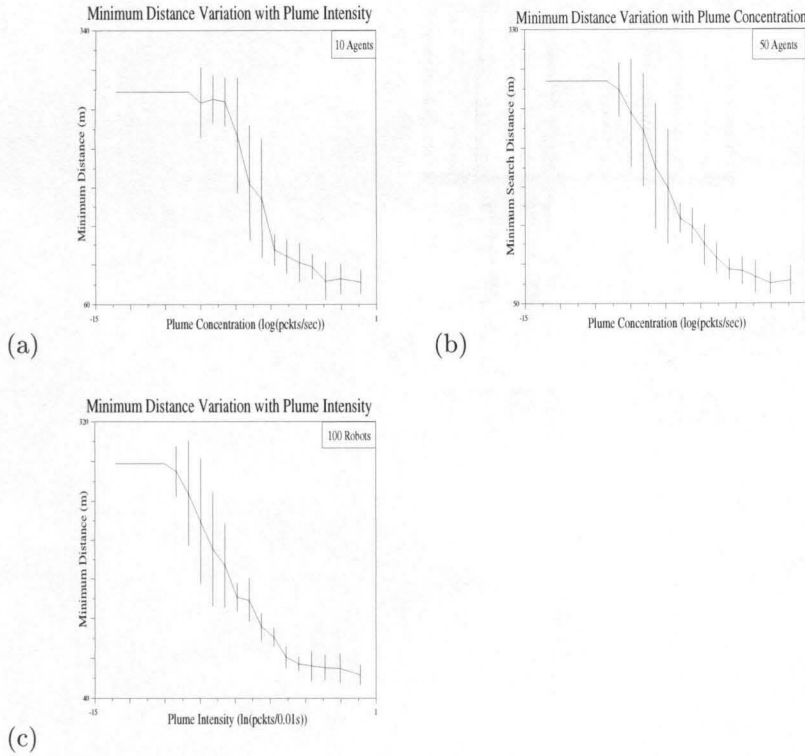 Minimum Distance Variation with Plume Intensity
340
10 Agents
Minimum Distance (m)
60
-15
1
Plume Concentration (log(pckts/sec))
(a)
Minimum Distance Variation with Plume Concentration
330
50 Agents
Minimum Search Distance (m)
50
-15
Plume Concentration (log(pckts/sec))
(b)
Minimum Distance Variation with Plume Intensity
320
100 Robots
Minimum Distance (m)
40
-15
1
Plume Intensity (ln(pckts/0.01s))
(c)